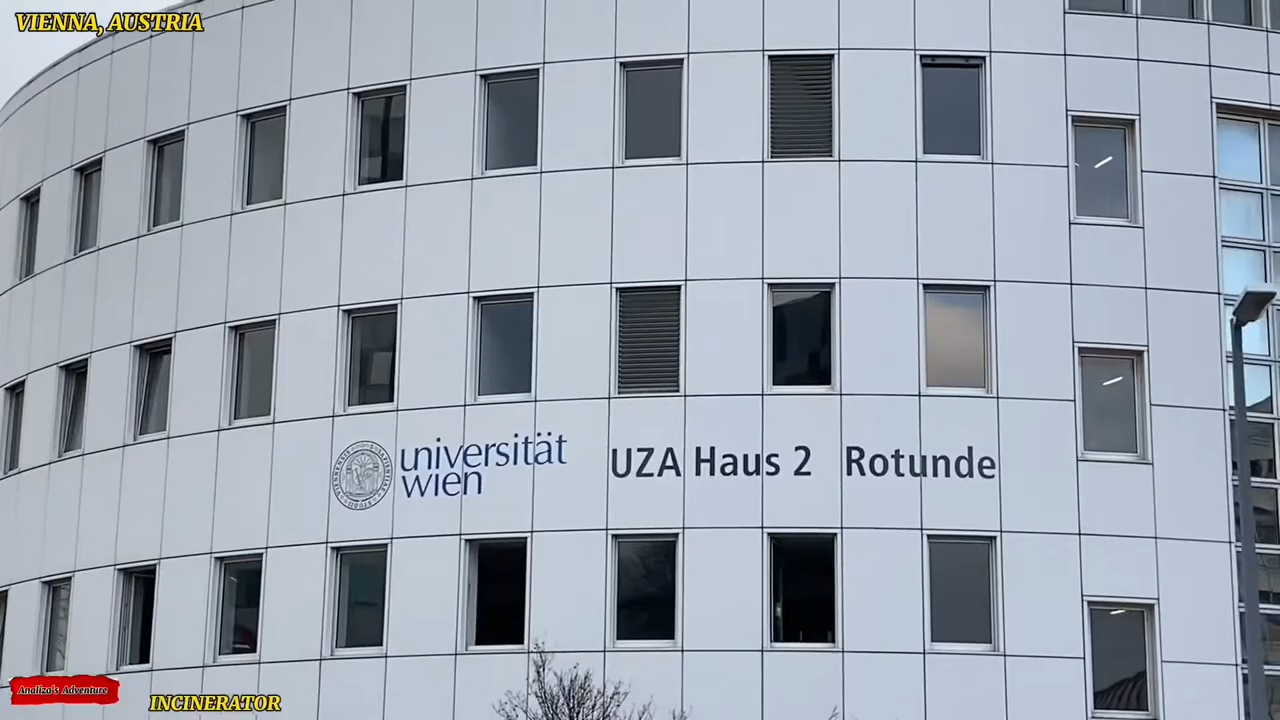 VIENNA, AUSTRIA
universität
wien
UZA Haus 2 Rotunde
Analiza's Adventure
INCINERATOR